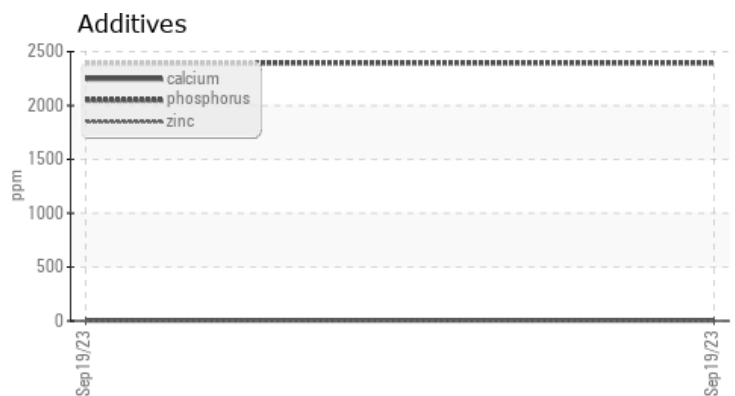 Additives
2500
2000
1500
1000
500
0
ppm
calcium
phosphorus
zinc
Sep19/23
Sep19/23